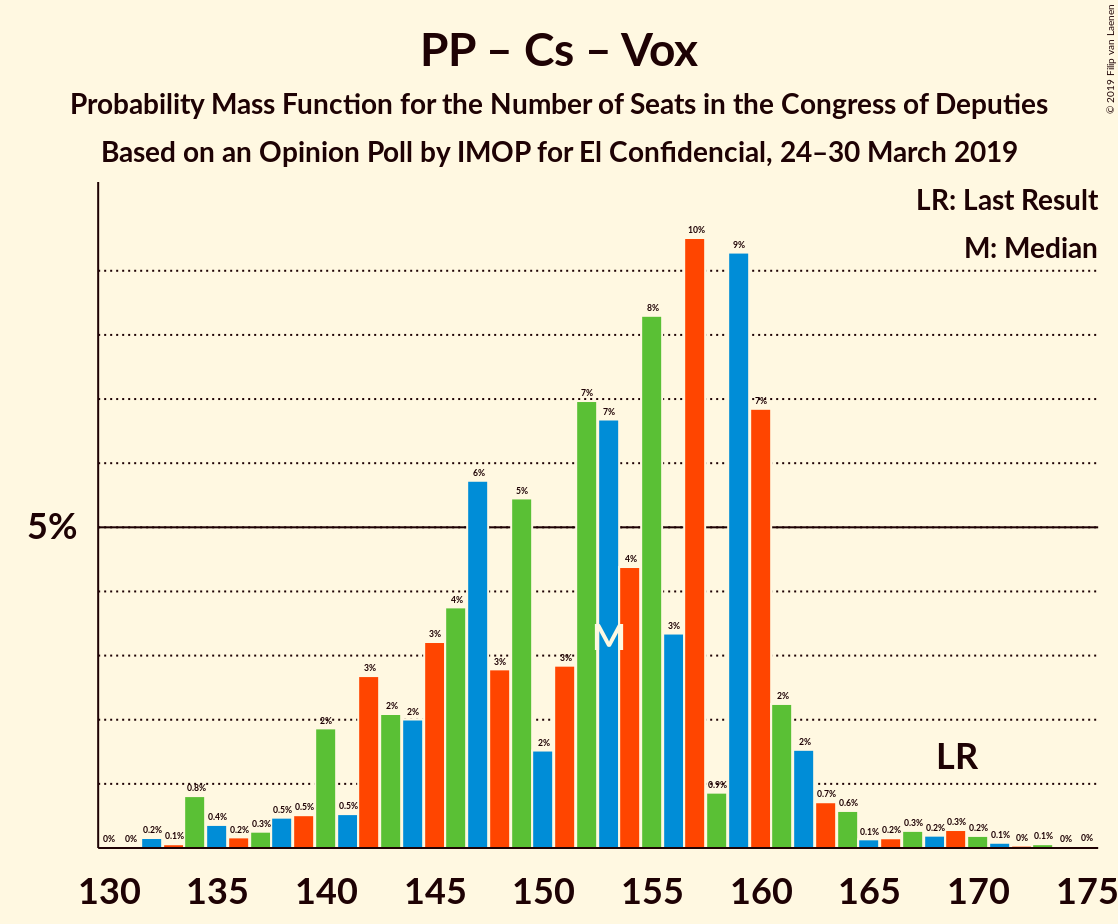 PP – Cs – Vox
Probability Mass Function for the Number of Seats in the Congress of Deputies
Based on an Opinion Poll by IMOP for El Confidencial, 24–30 March 2019
© 2019 Filip van Laenen
LR: Last Result
M: Median
5%
0% 0% 0.2% 0.1% 0.8% 0.4% 0.2% 0.3% 0.5% 0.5% 2% 0.5% 3% 2% 2% 3% 4% 6% 3% 5% 2% 3% 7% 7% 4% 8% 3% 10% 0.9% 9% 7% 2% 2% 0.7% 0.6% 0.1% 0.2% 0.3% 0.2% 0.3% 0.2% 0.1% 0% 0.1% 0% 0%
M
LR
130 135 140 145 150 155 160 165 170 175